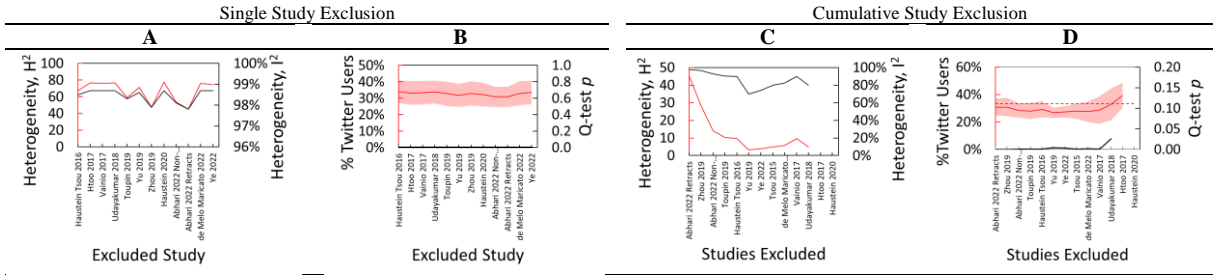 Single Study Exclusion
Cumulative Study Exclusion
A
B
C
D
Heterogeneity, H²
100
80
60
40
20
0
100%
99%
99%
98%
98%
97%
97%
96%
Heterogeneity, I²
Haustein Tsou 2016
Htoo 2017
Vainio 2017
Udayakumar 2018
Toupin 2019
Yu 2019
Zhou 2019
Haustein 2020
Abhari 2022 Non-..
Abhari 2022 Retracts
de Melo Maricato 2022
Ye 2022
Excluded Study
% Twitter Users
50%
40%
30%
20%
10%
0%
1.0
0.8
0.6
0.4
0.2
0.0
Q-test p
Haustein Tsou 2016
Htoo 2017
Vainio 2017
Udayakumar 2018
Toupin 2019
Yu 2019
Zhou 2019
Haustein 2020
Abhari 2022 Non-..
Abhari 2022 Retracts
de Melo Maricato 2022
Ye 2022
Excluded Study
Heterogeneity, H²
50
40
30
20
10
0
100%
80%
60%
40%
20%
0%
Heterogeneity, I²
Abhari 2022 Retracts
Zhou 2019
Abhari 2022 Non-..
Toupin 2019
Haustein Tsou 2016
Yu 2019
Ye 2022
Tsou 2015
de Melo Maricato..
Vainio 2017
Udayakumar 2018
Htoo 2017
Haustein 2020
Studies Excluded
%Twitter Users
60%
40%
20%
0%
0.20
0.15
0.10
0.05
0.00
Q-test p
Abhari 2022 Retracts
Zhou 2019
Abhari 2022 Non-..
Toupin 2019
Haustein Tsou 2016
Yu 2019
Ye 2022
Tsou 2015
de Melo Maricato 2022
Vainio 2017
Udayakumar 2018
Htoo 2017
Haustein 2020
Studies Excluded